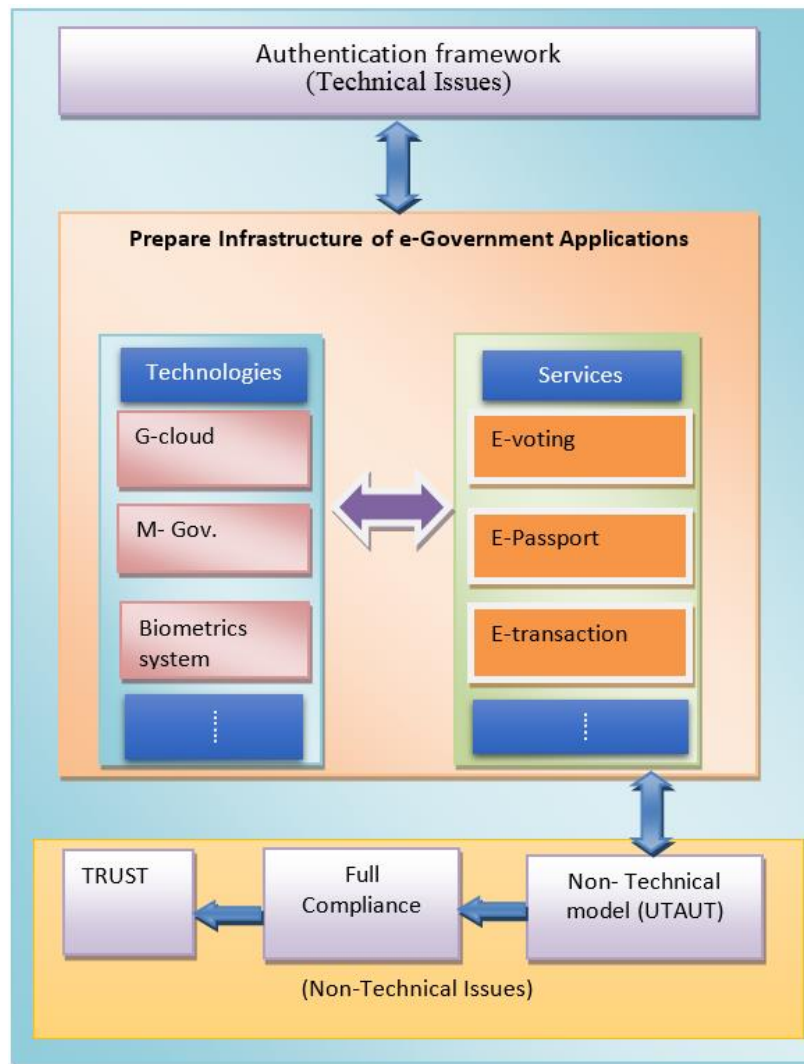 Authentication framework
(Technical Issues)
Prepare Infrastructure of e-Government Applications
Technologies
G-cloud
M- Gov.
Biometrics
system
Services
E-voting
E-Passport
E-transaction
TRUST
Full
Compliance
Non- Technical
model (UTAUT)
(Non-Technical Issues)